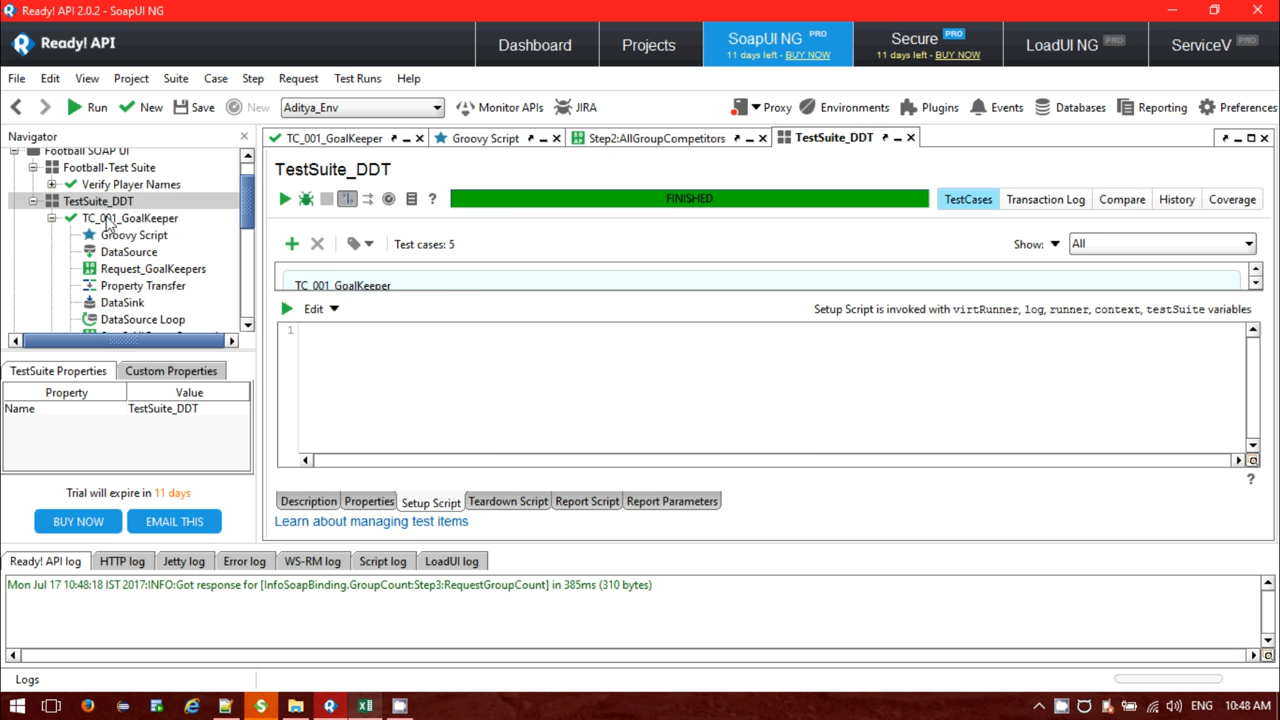 Ready! API 2.0.2 - SoapUI NG
Ready! API
Dashboard
Projects
SoapUI NG PRO
11 days left - BUY NOW
Secure PRO
11 days left - BUY NOW
LoadUI NG PRO
ServiceV PRO
File Edit View Project Suite Case Step Request Test Runs Help
Run New Save New Aditya_Env Monitor APIs JIRA Proxy Environments Plugins Events Databases Reporting Preferences
Navigator
TC_001_GoalKeeper
Groovy Script
Step2:AllGroupCompetitors
TestSuite_DDT
Football SOAP UI
Football-Test Suite
Verify Player Names
TestSuite_DDT
TC_001_GoalKeeper
Groovy Script
DataSource
Request_GoalKeepers
Property Transfer
DataSink
DataSource Loop
TestSuite_DDT
FINISHED
TestCases Transaction Log Compare History Coverage
Test cases: 5
Show: All
TC_001_GoalKeeper
Edit
Setup Script is invoked with virtRunner, log, runner, context, testSuite variables
1
TestSuite Properties Custom Properties
Property Value
Name TestSuite_DDT
Trial will expire in 11 days
BUY NOW EMAIL THIS
Description Properties Setup Script Teardown Script Report Script Report Parameters
Learn about managing test items
Ready! API log HTTP log Jetty log Error log WS-RM log Script log LoadUI log
Mon Jul 17 10:48:18 IST 2017:INFO:Got response for [InfoSoapBinding.GroupCount:Step3:RequestGroupCount] in 385ms (310 bytes)
Logs
ENG 10:48 AM